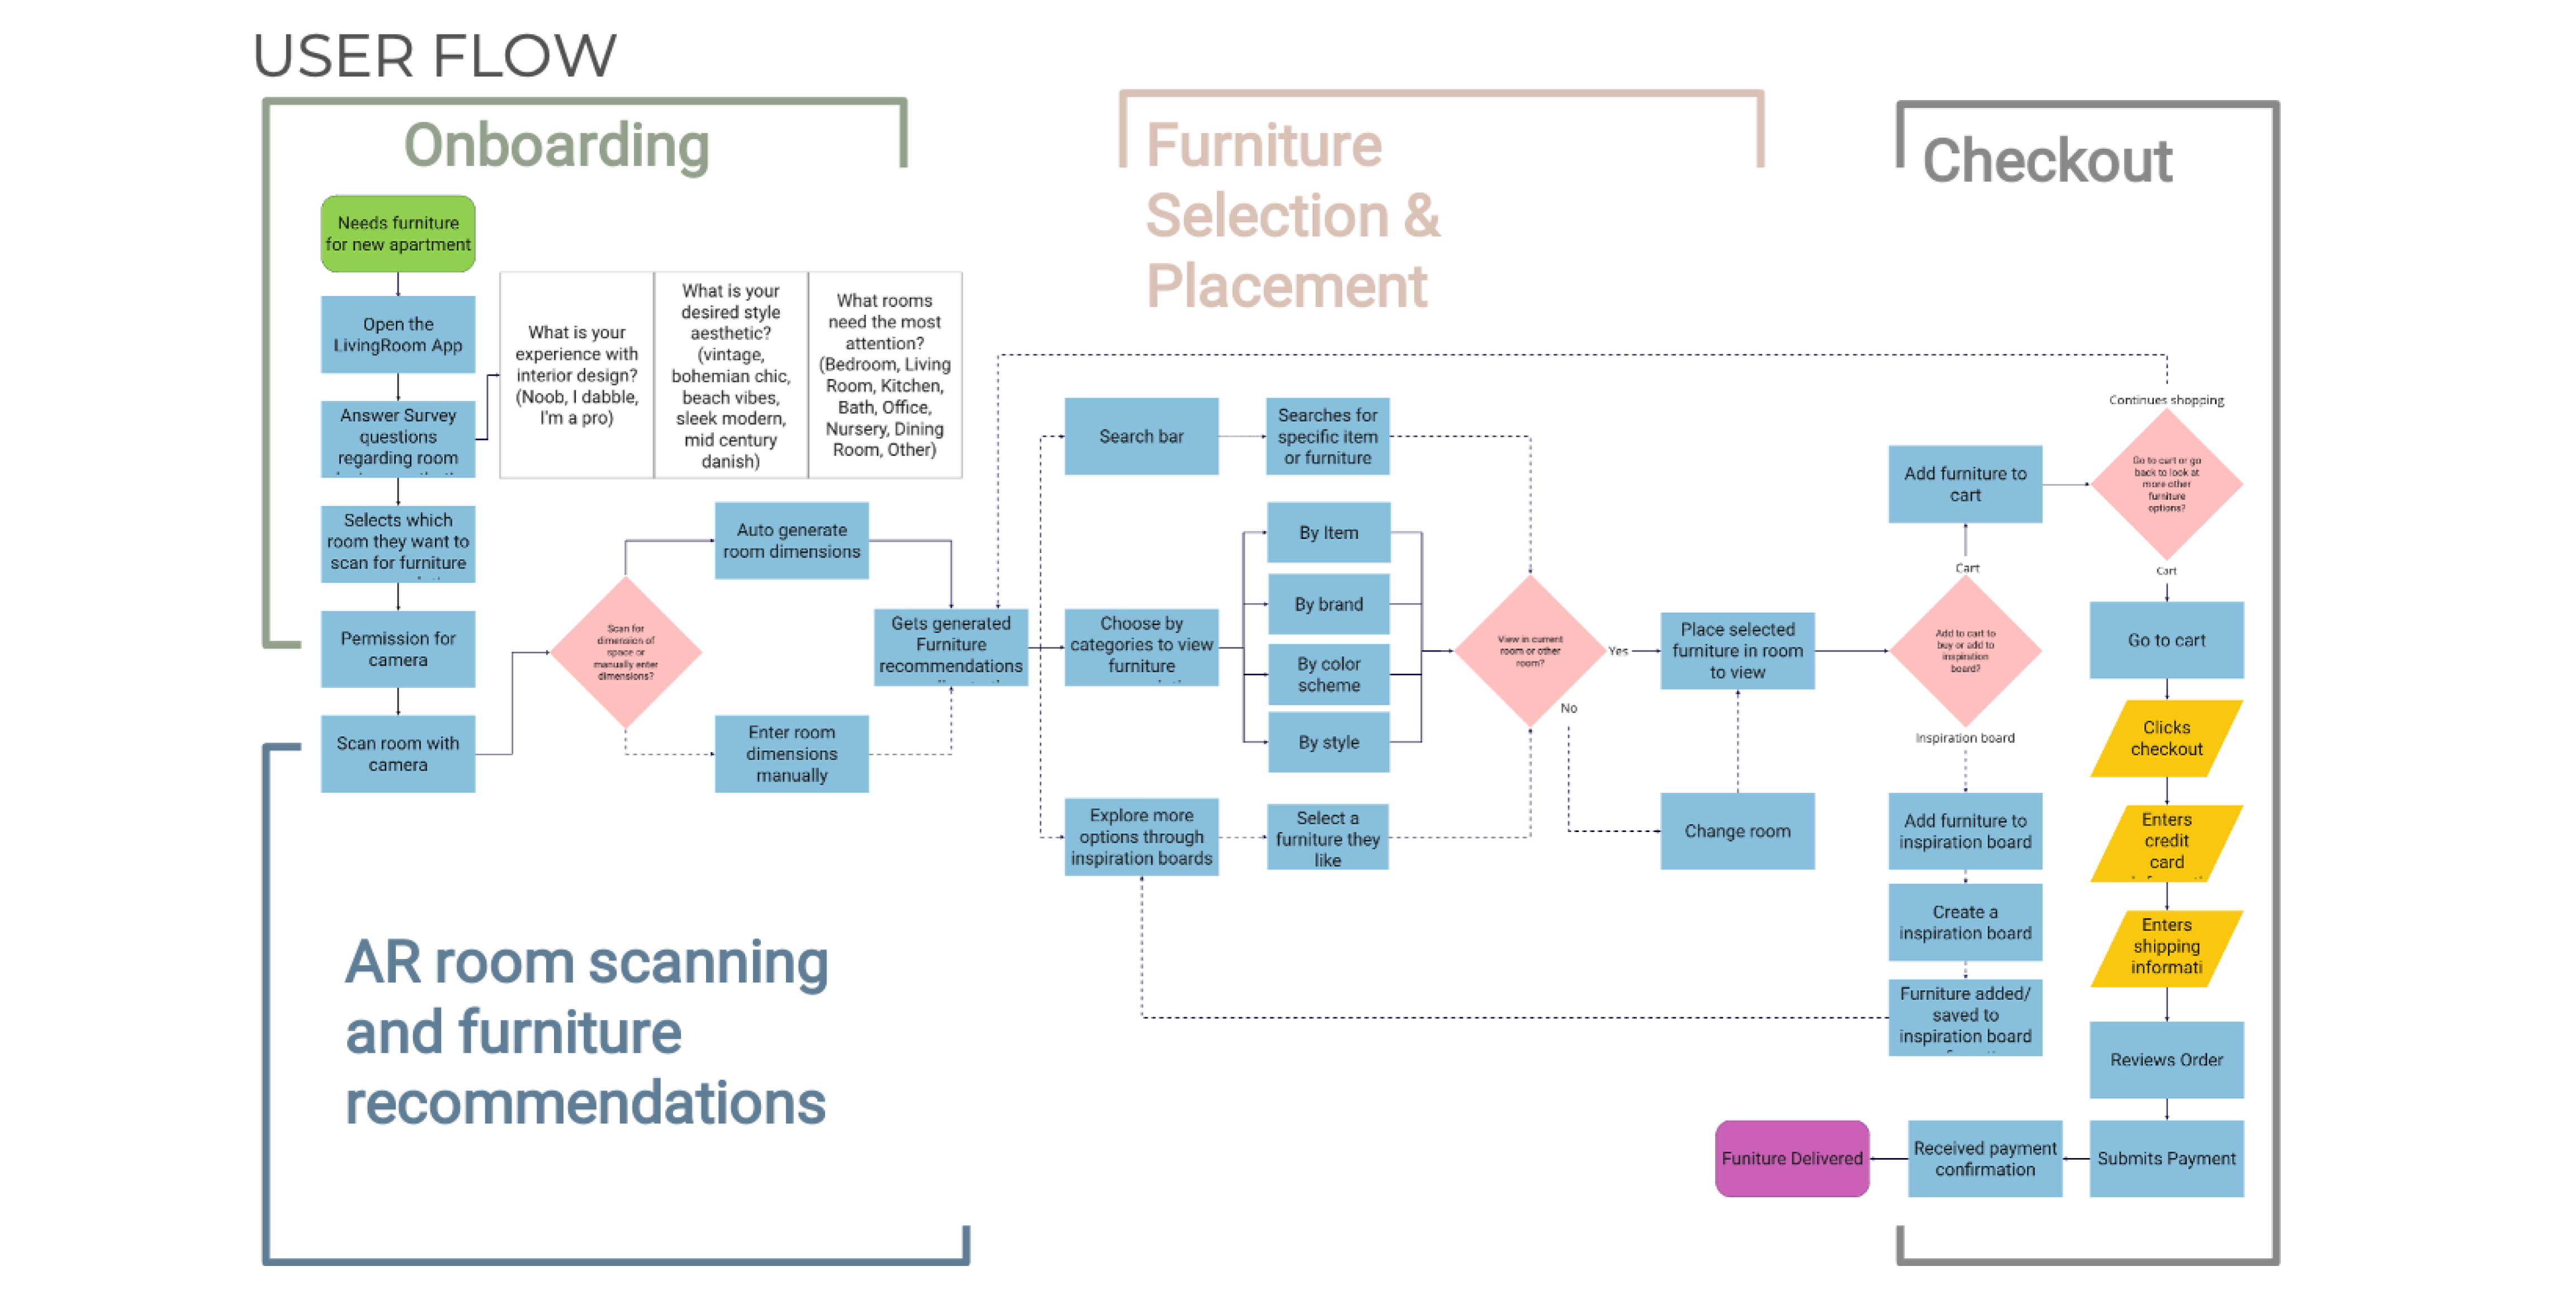 USER FLOW
Onboarding
Needs furniture
for new apartment
Open the
LivingRoom App
Answer Survey
questions
regarding room
Selects which
room they want to
scan for furniture
Permission for
camera
Scan room with
camera
What is your
experience with
interior design?
(Noob, I dabble,
I'm a pro)
What is your
desired style
aesthetic?
(vintage,
bohemian chic,
beach vibes,
sleek modern,
mid century
danish)
What rooms
need the most
attention?
(Bedroom, Living
Room, Kitchen,
Bath, Office,
Nursery, Dining
Room, Other)
AR room scanning
and furniture
recommendations
Scan for
dimension of
space or
manually enter
dimensions?
Auto generate
room dimensions
Enter room
dimensions
manually
Gets generated
Furniture
recommendations
Furniture
Selection &
Placement
Search bar
Searches for
specific item
or furniture
Choose by
categories to view
furniture
By Item
By brand
By color
scheme
By style
Explore more
options through
inspiration boards
Select a
furniture they
like
View in current
room or other
room?
Yes
No
Place selected
furniture in room
to view
Change room
Checkout
Add to cart to
buy or add to
inspiration
board?
Cart
Add furniture to
cart
Inspiration board
Add furniture to
inspiration board
Create a
inspiration board
Furniture added/
saved to
inspiration board
Continues shopping
Go to cart or go
back to look at
more other
furniture
options?
Cart
Go to cart
Clicks
checkout
Enters
credit
card
Enters
shipping
informati
Reviews Order
Submits Payment
Received payment
confirmation
Funiture Delivered